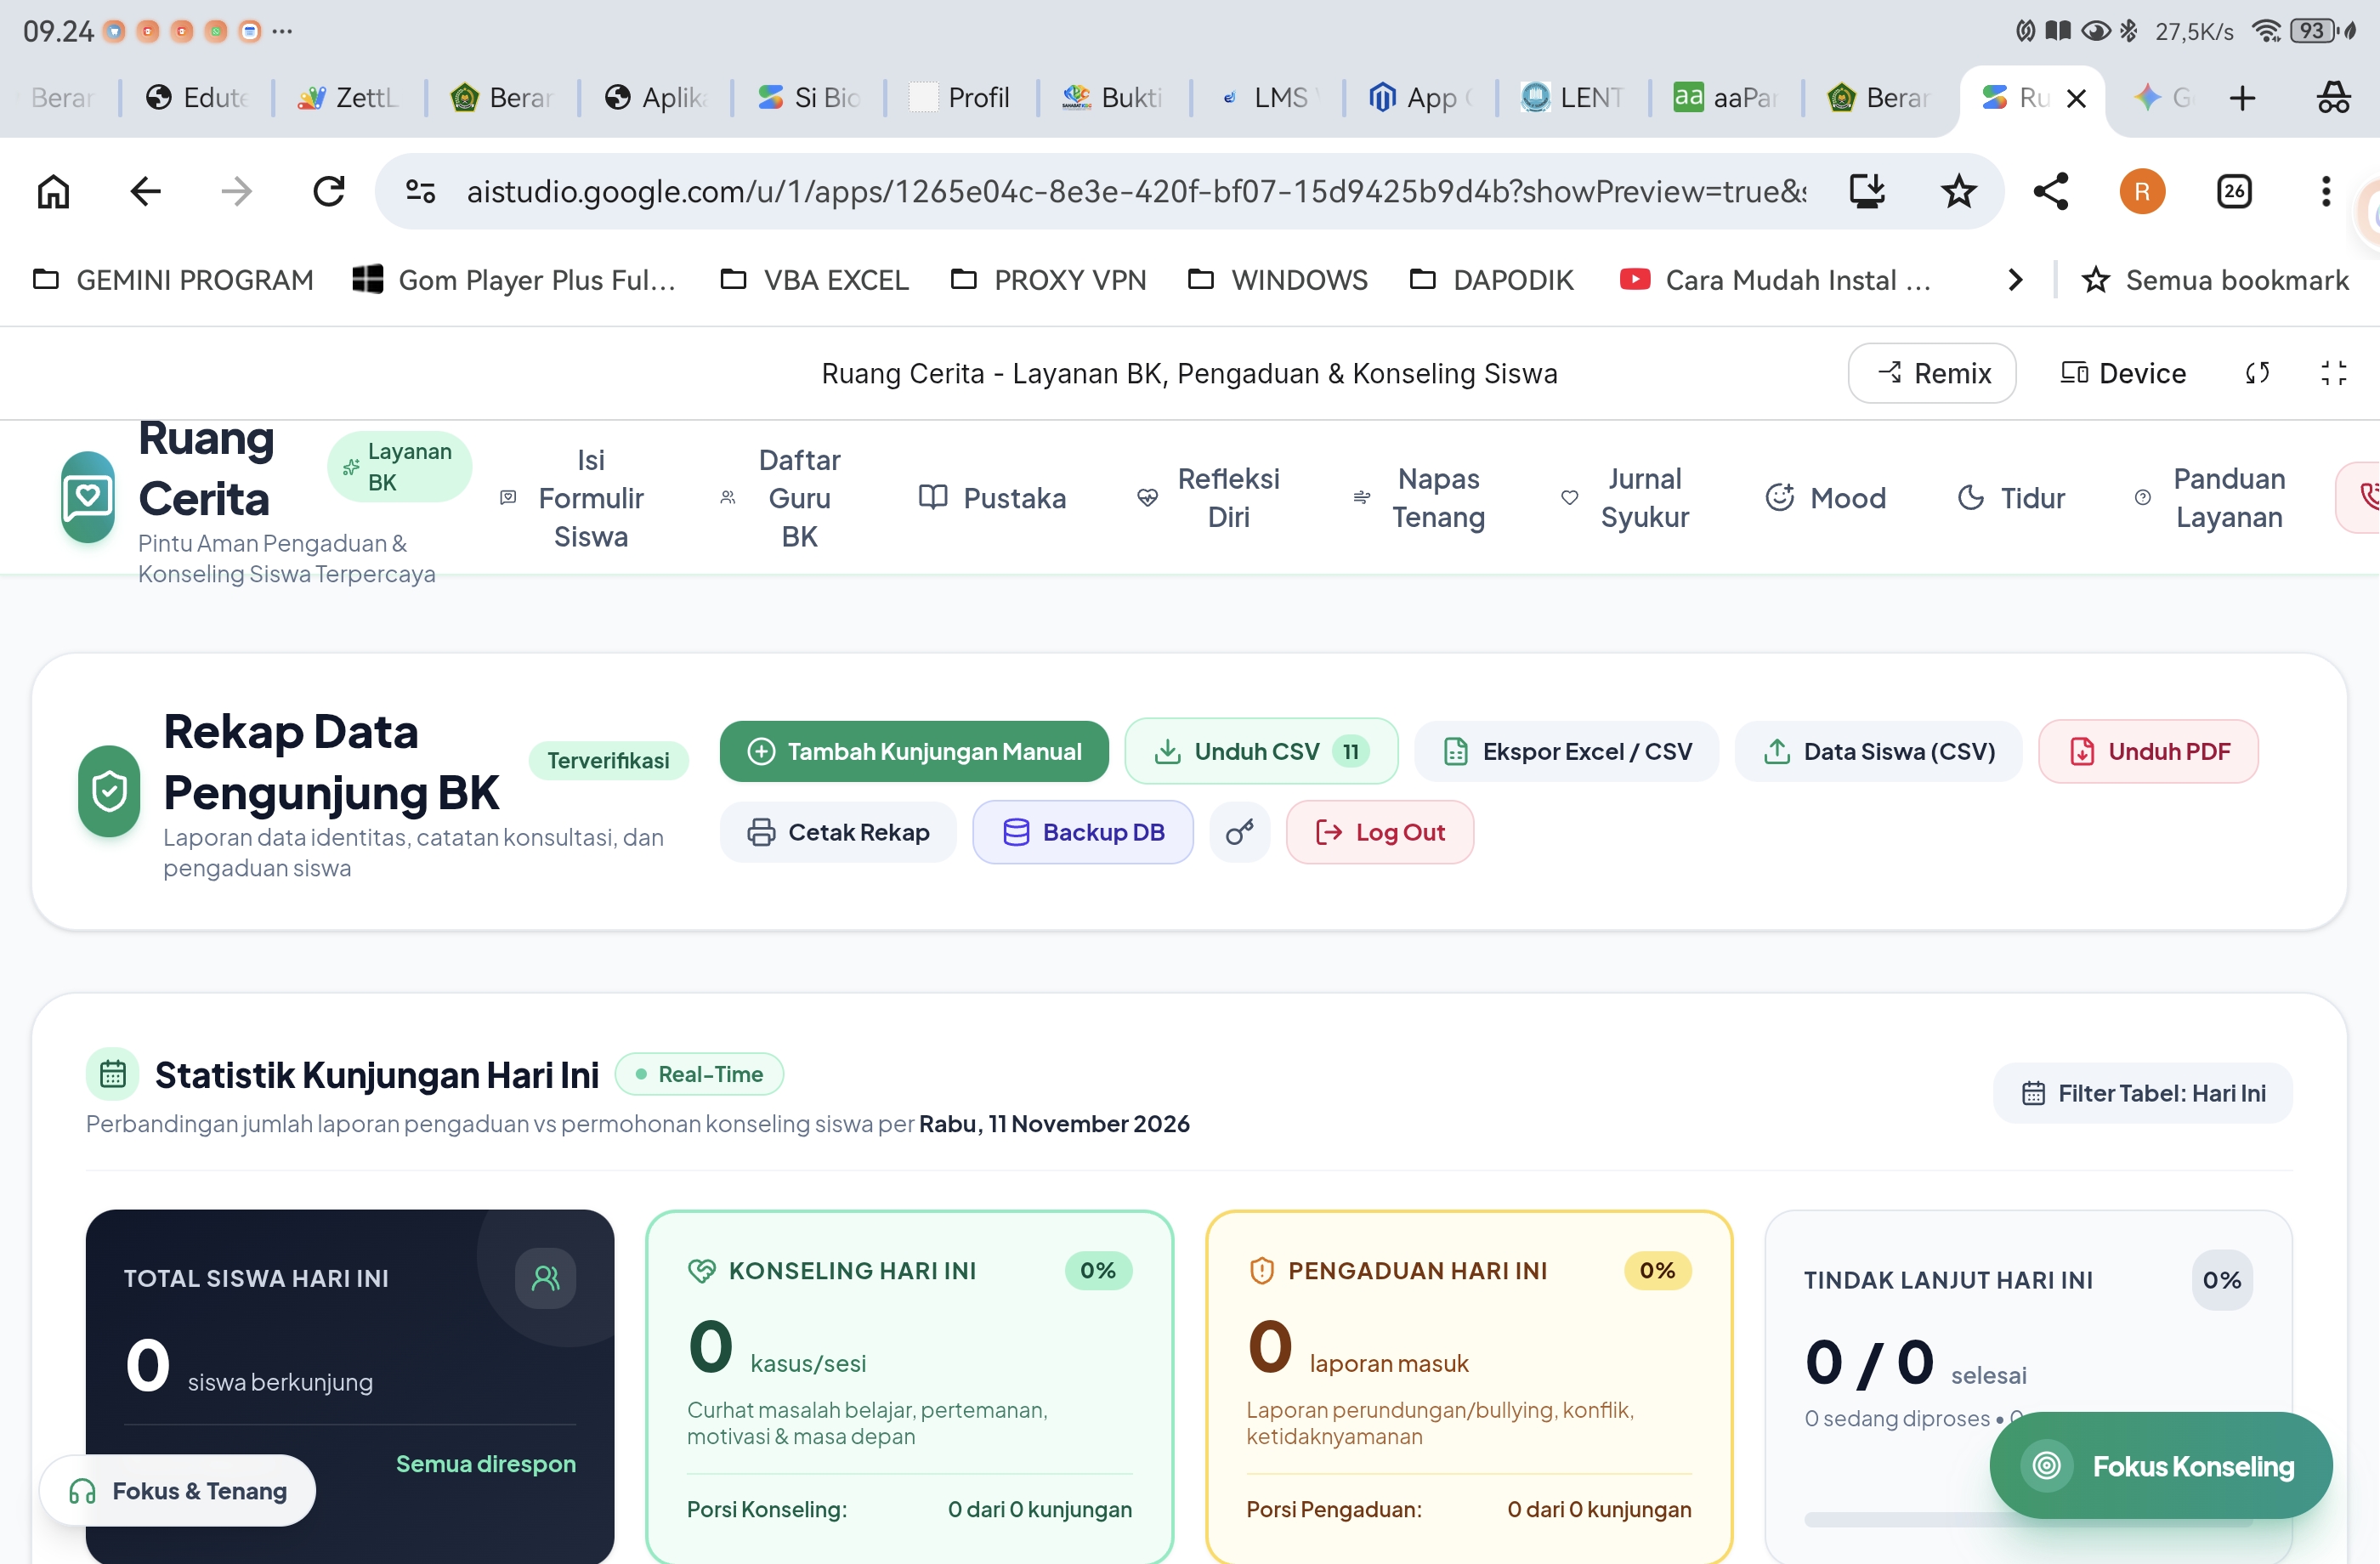 09.24
27,5K/s
93
Berar
Edute
ZettL
Berar
Aplika
Si Bio
Profil
Bukti
LMS
App
LENT
aaPar
Berar
Ru
G
aistudio.google.com/u/1/apps/1265e04c-8e3e-420f-bf07-15d9425b9d4b?showPreview=true&s
R
26
GEMINI PROGRAM
Gom Player Plus Ful...
VBA EXCEL
PROXY VPN
WINDOWS
DAPODIK
Cara Mudah Instal ...
Semua bookmark
Ruang Cerita - Layanan BK, Pengaduan & Konseling Siswa
Remix
Device
Ruang
Cerita
Layanan
BK
Pintu Aman Pengaduan &
Konseling Siswa Terpercaya
Isi
Formulir
Siswa
Daftar
Guru
BK
Pustaka
Refleksi
Diri
Napas
Tenang
Jurnal
Syukur
Mood
Tidur
Panduan
Layanan
Rekap Data
Pengunjung BK
Terverifikasi
Laporan data identitas, catatan konsultasi, dan
pengaduan siswa
Tambah Kunjungan Manual
Unduh CSV 11
Ekspor Excel / CSV
Data Siswa (CSV)
Unduh PDF
Cetak Rekap
Backup DB
Log Out
Statistik Kunjungan Hari Ini
Real-Time
Perbandingan jumlah laporan pengaduan vs permohonan konseling siswa per Rabu, 11 November 2026
Filter Tabel: Hari Ini
TOTAL SISWA HARI INI
0 siswa berkunjung
Semua direspon
KONSELING HARI INI
0%
0 kasus/sesi
Curhat masalah belajar, pertemanan,
motivasi & masa depan
Porsi Konseling:
0 dari 0 kunjungan
PENGADUAN HARI INI
0%
0 laporan masuk
Laporan perundungan/bullying, konflik,
ketidaknyamanan
Porsi Pengaduan:
0 dari 0 kunjungan
TINDAK LANJUT HARI INI
0%
0 / 0 selesai
0 sedang diproses •
Fokus & Tenang
Fokus Konseling